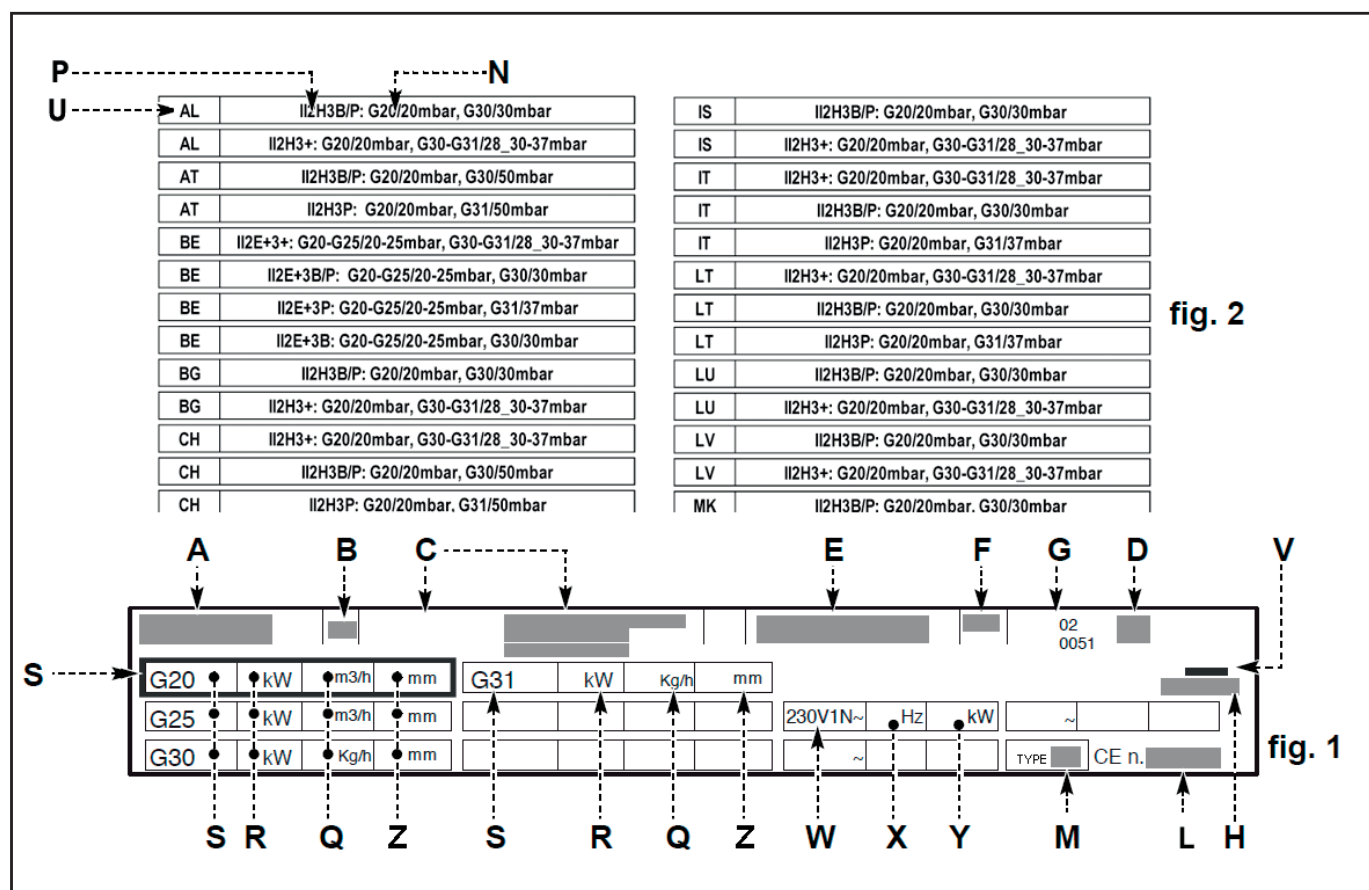 P N
U
AL II2H3B/P: G20/20mbar, G30/30mbar
AL II2H3+: G20/20mbar, G30-G31/28_30-37mbar
AT II2H3B/P: G20/20mbar, G30/50mbar
AT II2H3P: G20/20mbar, G31/50mbar
BE II2E+3+: G20-G25/20-25mbar, G30-G31/28_30-37mbar
BE II2E+3B/P: G20-G25/20-25mbar, G30/30mbar
BE II2E+3P: G20-G25/20-25mbar, G31/37mbar
BE II2E+3B: G20-G25/20-25mbar, G30/30mbar
BG II2H3B/P: G20/20mbar, G30/30mbar
BG II2H3+: G20/20mbar, G30-G31/28_30-37mbar
CH II2H3+: G20/20mbar, G30-G31/28_30-37mbar
CH II2H3B/P: G20/20mbar, G30/50mbar
CH II2H3P: G20/20mbar, G31/50mbar
IS II2H3B/P: G20/20mbar, G30/30mbar
IS II2H3+: G20/20mbar, G30-G31/28_30-37mbar
IT II2H3+: G20/20mbar, G30-G31/28_30-37mbar
IT II2H3B/P: G20/20mbar, G30/30mbar
IT II2H3P: G20/20mbar, G31/37mbar
LT II2H3+: G20/20mbar, G30-G31/28_30-37mbar
LT II2H3B/P: G20/20mbar, G30/30mbar
LT II2H3P: G20/20mbar, G31/37mbar
LU II2H3B/P: G20/20mbar, G30/30mbar
LU II2H3+: G20/20mbar, G30-G31/28_30-37mbar
LV II2H3B/P: G20/20mbar, G30/30mbar
LV II2H3+: G20/20mbar, G30-G31/28_30-37mbar
MK II2H3B/P: G20/20mbar, G30/30mbar
fig. 2
A B C E F G D V
02
0051
S
G20 kW m3/h mm G31 kW Kg/h mm
G25 kW m3/h mm 230V1N~ Hz kW ~
G30 kW Kg/h mm ~ TYPE CE n.
fig. 1
S R Q Z S R Q Z W X Y M L H